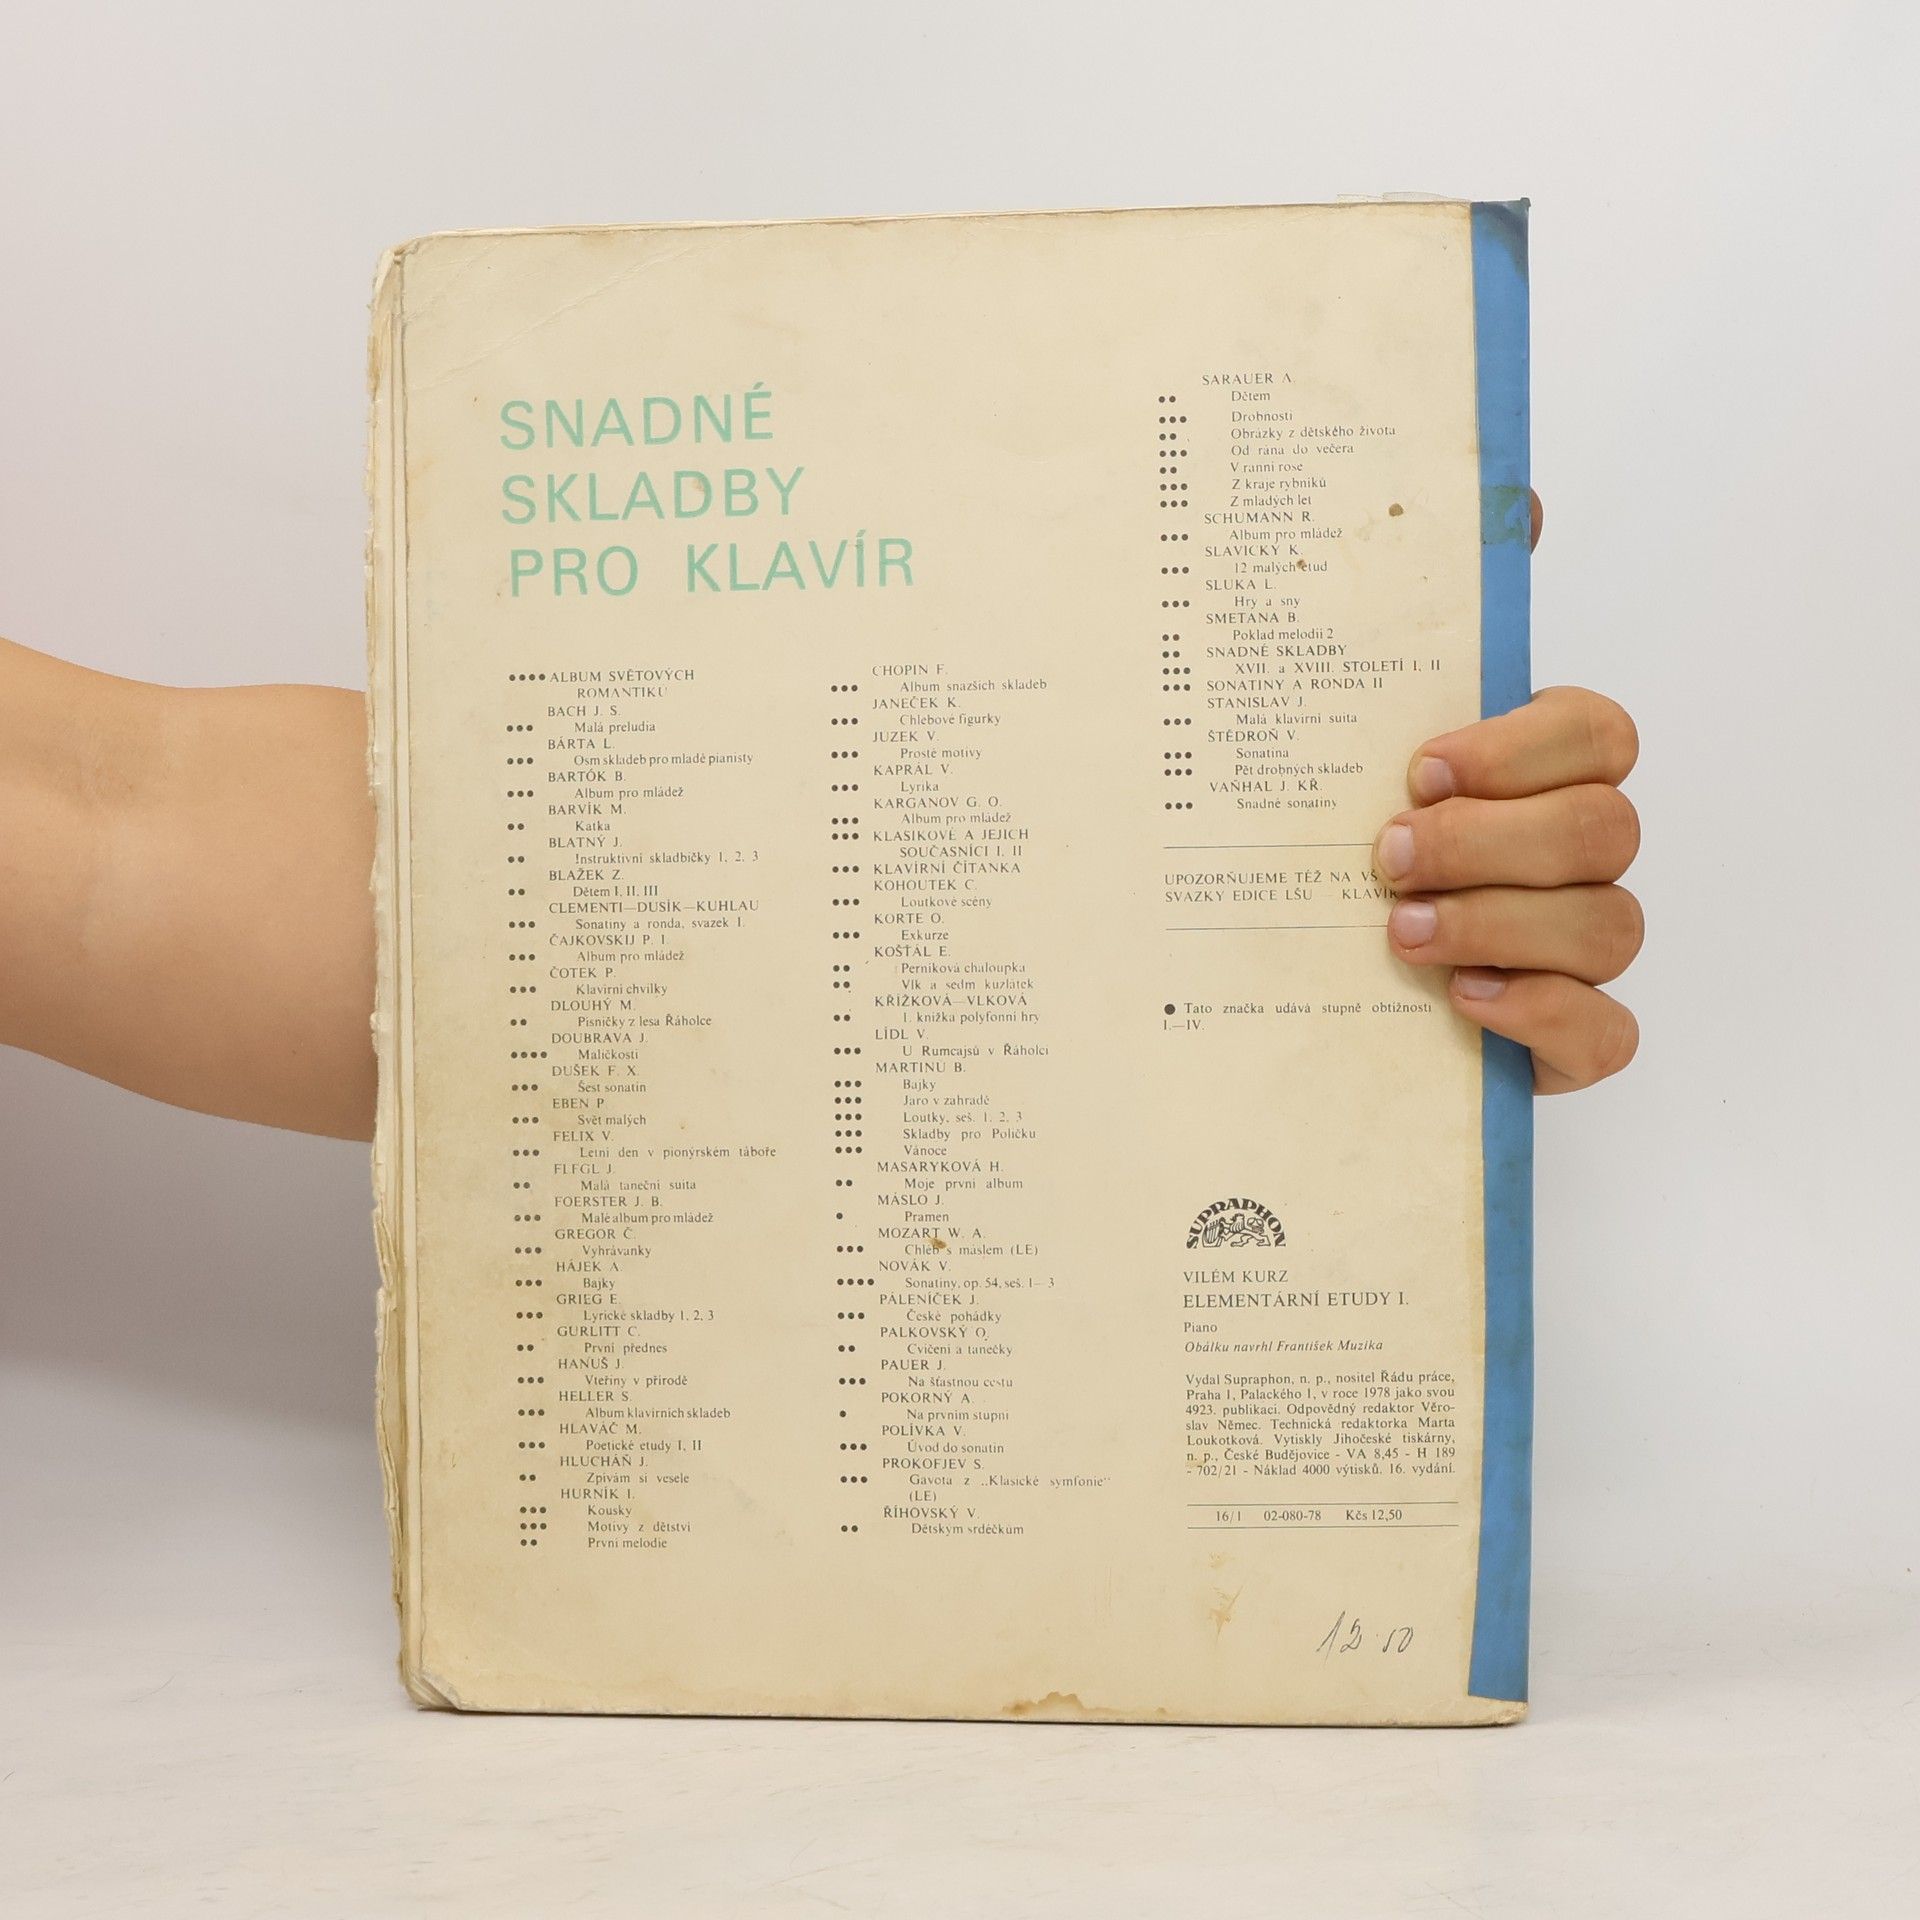 SNADNÉ
SKLADBY
PRO KLAVÍR
●●●● ALBUM SVĚTOVÝCH
ROMANTIKŮ
BACH J. S.
●●● Malá preludia
BÁRTA L.
●●● Osm skladeb pro mladé pianisty
BARTÓK B.
●●● Album pro mládež
BARVÍK M.
●● Katka
BLATNÝ J.
●● Instruktivní skladbičky 1, 2, 3
BLAŽEK Z.
●● Dětem I, II, III
CLEMENTI—DUSÍK—KUHLAU
●●● Sonatiny a ronda, svazek I.
ČAJKOVSKIJ P. I.
●●● Album pro mládež
ČOTEK P.
●●● Klavírní chvilky
DLOUHÝ M.
●● Písničky z lesa Řáholce
DOUBRAVA J.
●●●● Maličkosti
DUŠEK F. X.
●●● Šest sonatin
EBEN P.
●●● Svět malých
FELIX V.
●●● Letní den v pionýrském táboře
FLEGL J.
●● Malá taneční suita
FOERSTER J. B.
●●● Malé album pro mládež
GREGOR Č.
●●● Vyhrávanky
HÁJEK A.
●●● Bajky
GRIEG E.
●●● Lyrické skladby 1, 2, 3
GURLITT C.
●● První přednes
HANUŠ J.
●●● Vteřiny v přírodě
HELLER S.
●●● Album klavírních skladeb
HLAVÁČ M.
●●● Poetické etudy I, II
HLUCHÁŇ J.
●● Zpívám si vesele
HURNÍK I.
●●● Kousky
●●● Motivy z dětství
●● První melodie
CHOPIN F.
●●● Album snazších skladeb
JANEČEK K.
●●● Chlebové figurky
JUZEK V.
●●● Prosté motivy
KAPRÁL V.
●●● Lyrika
KARGANOV G. O.
●●● Album pro mládež
●●● KLASIKOVÉ A JEJICH
SOUČASNÍCI I, II
●●● KLAVÍRNÍ ČÍTANKA
KOHOUTEK C.
●●● Loutkové scény
KORTE O.
●●● Exkurze
KOŠŤÁL E.
●● Perníková chaloupka
●● Vlk a sedm kůzlátek
KŘÍŽKOVÁ—VLKOVÁ
●● 1. knížka polyfonní hry
LÍDL V.
●●● U Rumcajsů v Řáholci
MARTINŮ B.
●●● Bajky
●●● Jaro v zahradě
●●● Loutky, seš. 1, 2, 3
●●● Skladby pro Poličku
●●● Vánoce
MASARYKOVÁ H.
●● Moje první album
MÁSLO J.
● Pramen
MOZART W. A.
●●● Chléb s máslem (LE)
NOVÁK V.
●●●● Sonatiny, op. 54, seš. 1—3
PÁLENÍČEK J.
●●● České pohádky
PALKOVSKÝ O.
●● Cvičení a tanečky
PAUER J.
●●● Na šťastnou cestu
POKORNÝ A.
● Na prvním stupni
POLÍVKA V.
●●● Úvod do sonatin
PROKOFJEV S.
●●● Gavota z „Klasické symfonie“
(LE)
ŘÍHOVSKÝ V.
●● Dětským srdéčkům
SARAUER A.
●● Dětem
●●● Drobnosti
●● Obrázky z dětského života
●●● Od rána do večera
●● V ranní rose
●●● Z kraje rybníků
●●● Z mladých let
SCHUMANN R.
●●● Album pro mládež
SLAVICKÝ K.
●●● 12 malých etud
SLUKA L.
●●● Hry a sny
SMETANA B.
●● Poklad melodií 2
●● SNADNÉ SKLADBY
●●● XVII. a XVIII. STOLETÍ I, II
●●● SONATINY A RONDA II
STANISLAV J.
●●● Malá klavírní suita
ŠTĚDROŇ V.
●●● Sonatina
●●● Pět drobných skladeb
VAŇHAL J. KŘ.
●●● Snadné sonatiny
UPOZORŇUJEME TÉŽ NA VŠ
SVAZKY EDICE LŠU – KLAVÍR
● Tato značka udává stupně obtížnosti
I.—IV.
SUPRAPHON
VILÉM KURZ
ELEMENTÁRNÍ ETUDY I.
Piano
Obálku navrhl František Muzika
Vydal Supraphon, n. p., nositel Řádu práce,
Praha 1, Palackého 1, v roce 1978 jako svou
4923. publikaci. Odpovědný redaktor Věro-
slav Němec. Technická redaktorka Marta
Loukotková. Vytiskly Jihočeské tiskárny,
n. p., České Budějovice - VA 8,45 - H 189
- 702/21 - Náklad 4000 výtisků. 16. vydání.
16/1 02-080-78 Kčs 12,50
12.50